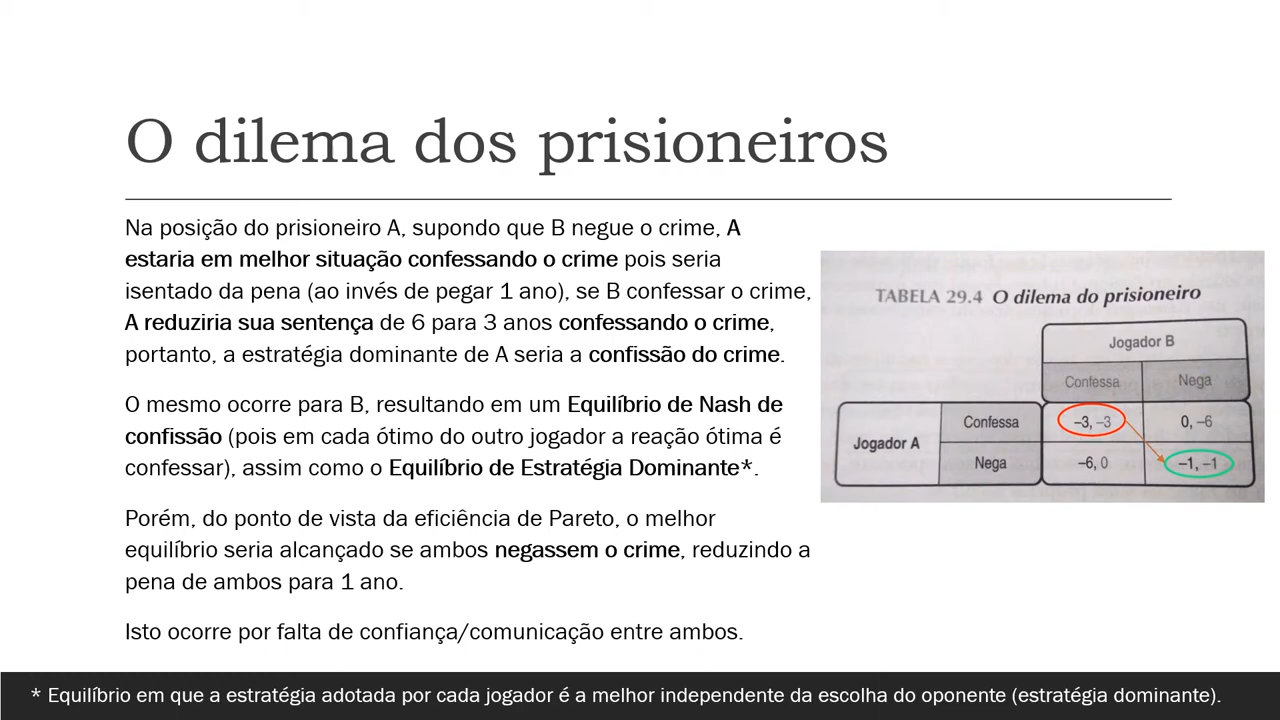 O dilema dos prisioneiros
Na posição do prisioneiro A, supondo que B negue o crime, A
estaria em melhor situação confessando o crime pois seria
isentado da pena (ao invés de pegar 1 ano), se B confessar o crime,
A reduziria sua sentença de 6 para 3 anos confessando o crime,
portanto, a estratégia dominante de A seria a confissão do crime.
O mesmo ocorre para B, resultando em um Equilíbrio de Nash de
confissão (pois em cada ótimo do outro jogador a reação ótima é
confessar), assim como o Equilíbrio de Estratégia Dominante*.
Porém, do ponto de vista da eficiência de Pareto, o melhor
equilíbrio seria alcançado se ambos negassem o crime, reduzindo a
pena de ambos para 1 ano.
Isto ocorre por falta de confiança/comunicação entre ambos.
TABELA 29.4 O dilema do prisioneiro
Jogador B
Confessa Nega
Jogador A
Confessa –3, –3 0, –6
Nega –6, 0 –1, –1
* Equilíbrio em que a estratégia adotada por cada jogador é a melhor independente da escolha do oponente (estratégia dominante).